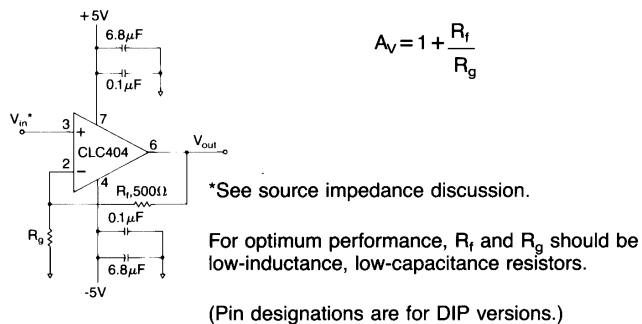 +5V
6.8μF
0.1μF
Vin*
3
+
7
CLC404
6
Vout
2
−
4
Rf,500Ω
0.1μF
Rg
6.8μF
-5V
AV = 1 + Rf
Rg
*See source impedance discussion.
For optimum performance, Rf and Rg should be
low-inductance, low-capacitance resistors.
(Pin designations are for DIP versions.)